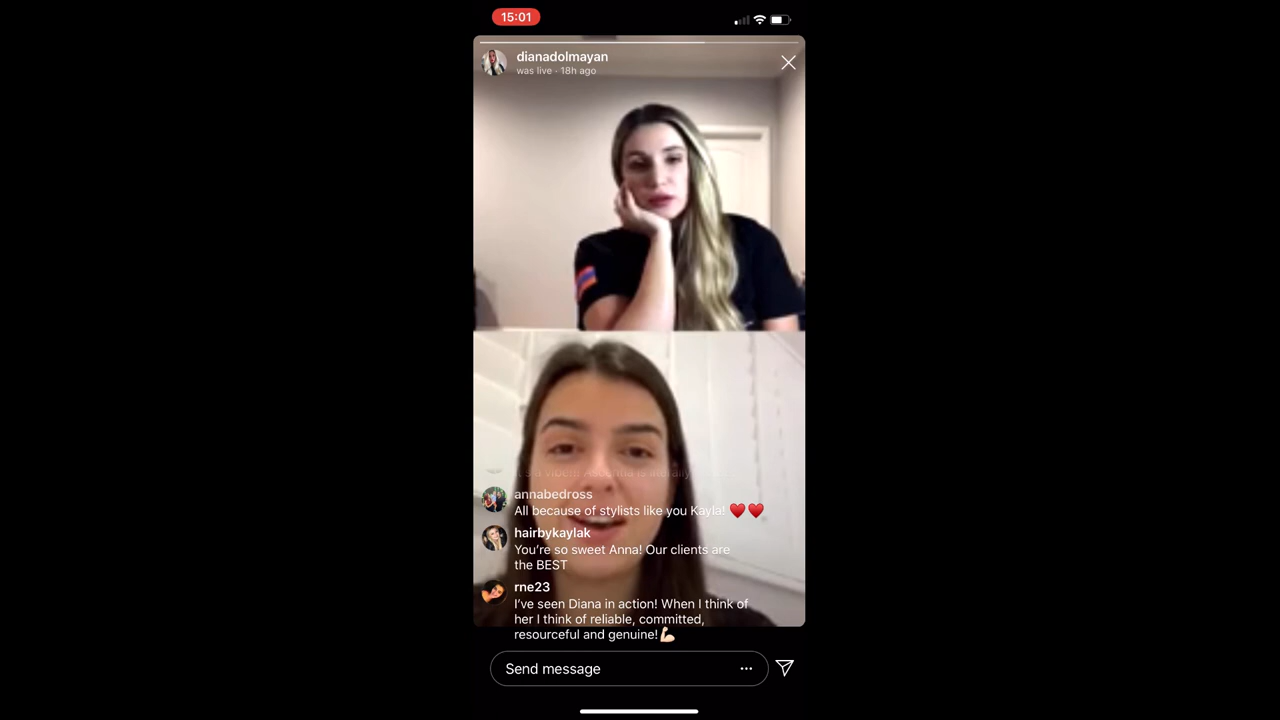 15:01
dianadolmayan
was live · 18h ago
annabedross
All because of stylists like you Kayla! ❤️❤️
hairbykaylak
You’re so sweet Anna! Our clients are
the BEST
rne23
I’ve seen Diana in action! When I think of
her I think of reliable, committed,
resourceful and genuine!💪🏻
Send message